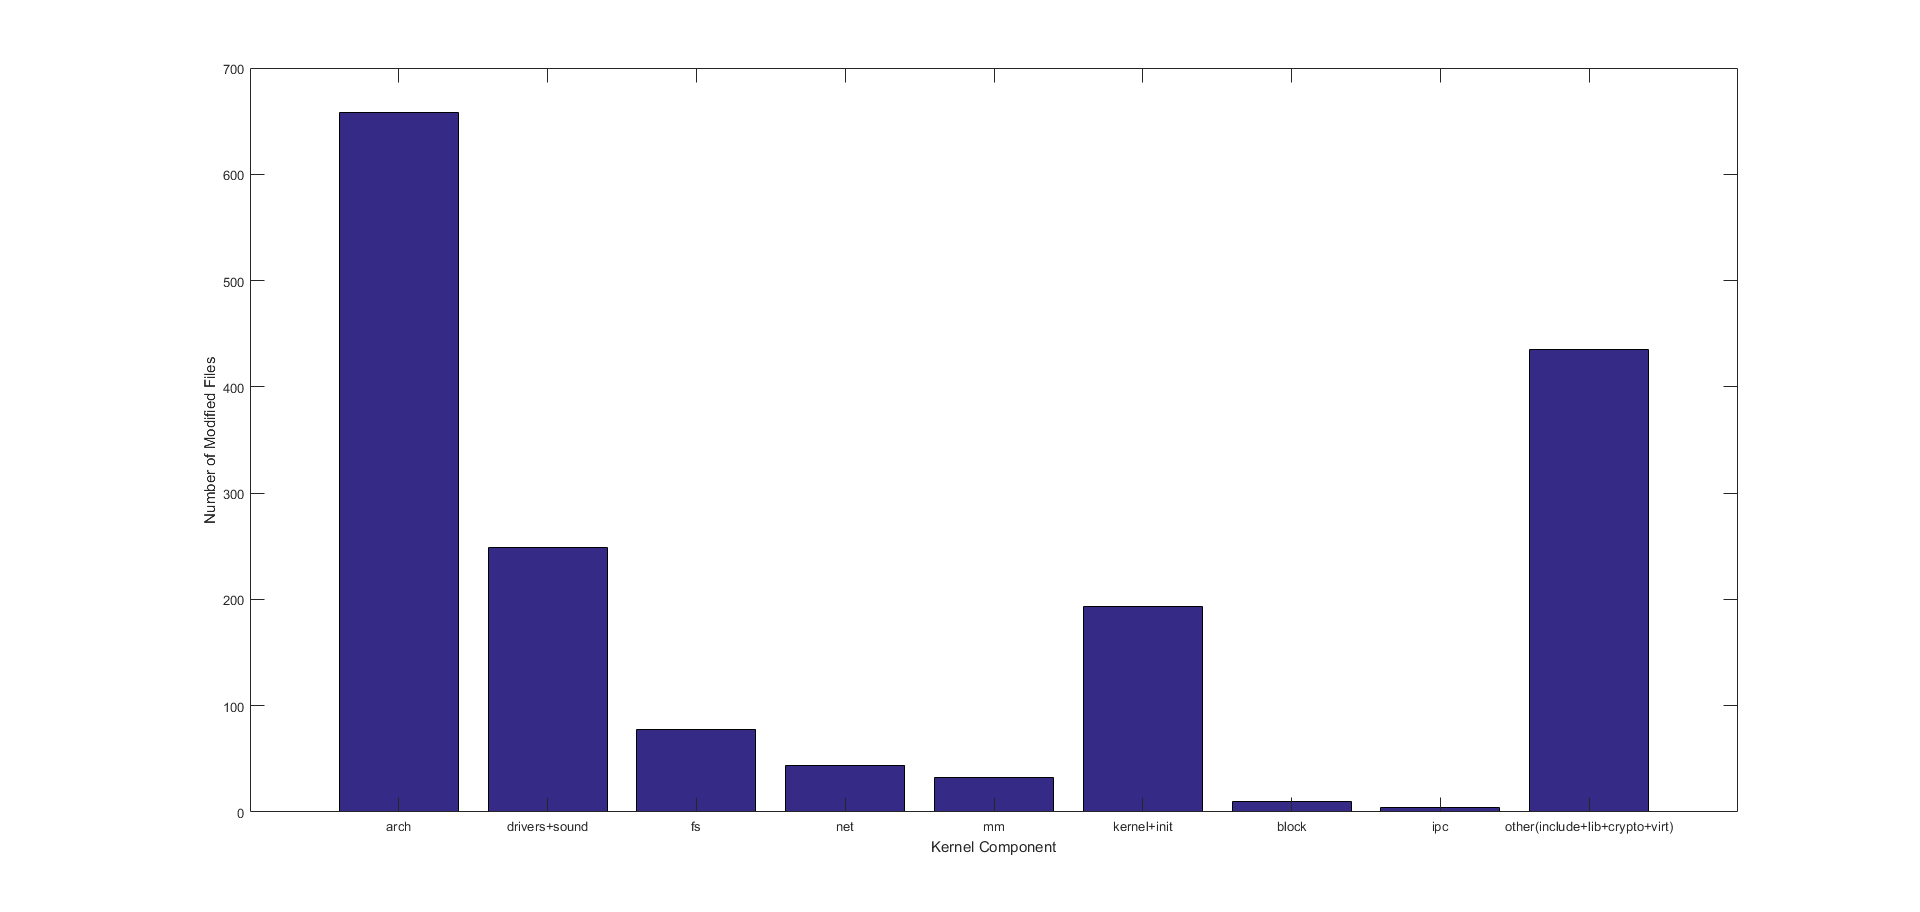 700
600
500
400
300
200
100
0
Number of Modified Files
arch drivers+sound fs net mm kernel+init block ipc other(include+lib+crypto+virt)
Kernel Component